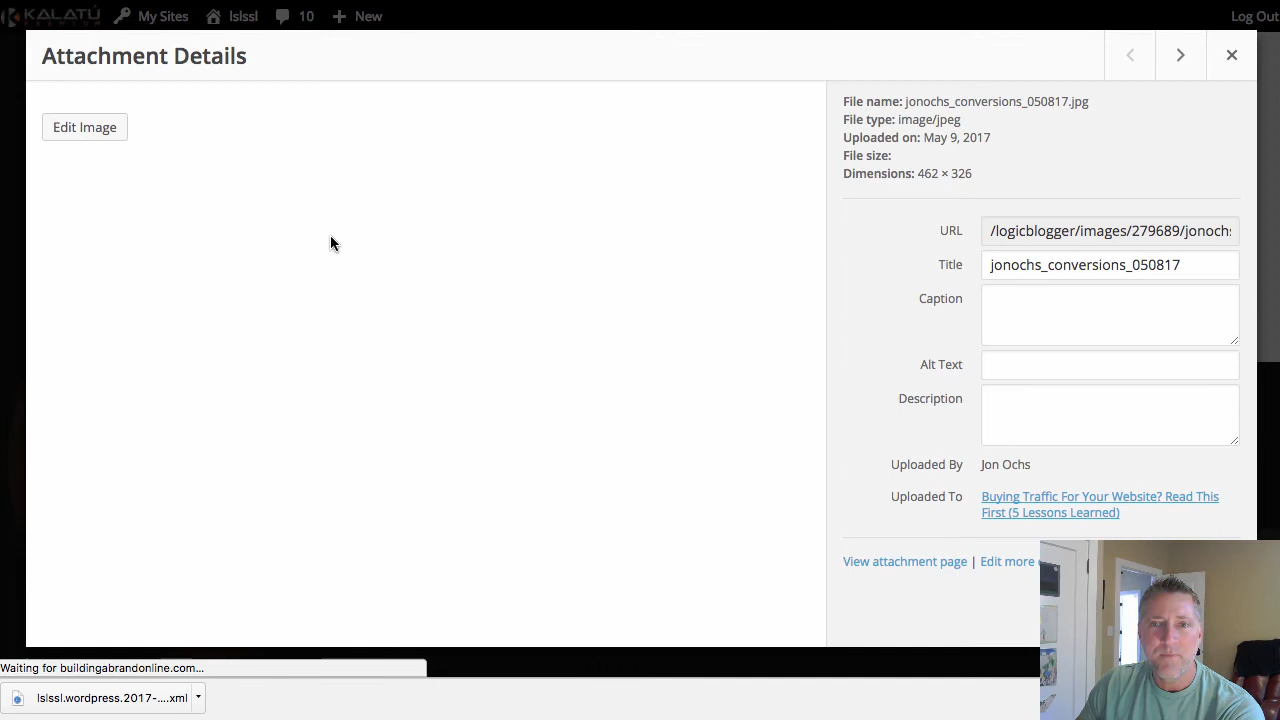 KALATÚ
PREMIUM
My Sites
lslssl
10
New
Log Out
Attachment Details
Edit Image
File name: jonochs_conversions_050817.jpg
File type: image/jpeg
Uploaded on: May 9, 2017
File size:
Dimensions: 462 × 326
URL /logicblogger/images/279689/jonochs
Title jonochs_conversions_050817
Caption
Alt Text
Description
Uploaded By Jon Ochs
Uploaded To Buying Traffic For Your Website? Read This
First (5 Lessons Learned)
View attachment page | Edit more
Waiting for buildingabrandonline.com...
lslssl.wordpress.2017-....xml